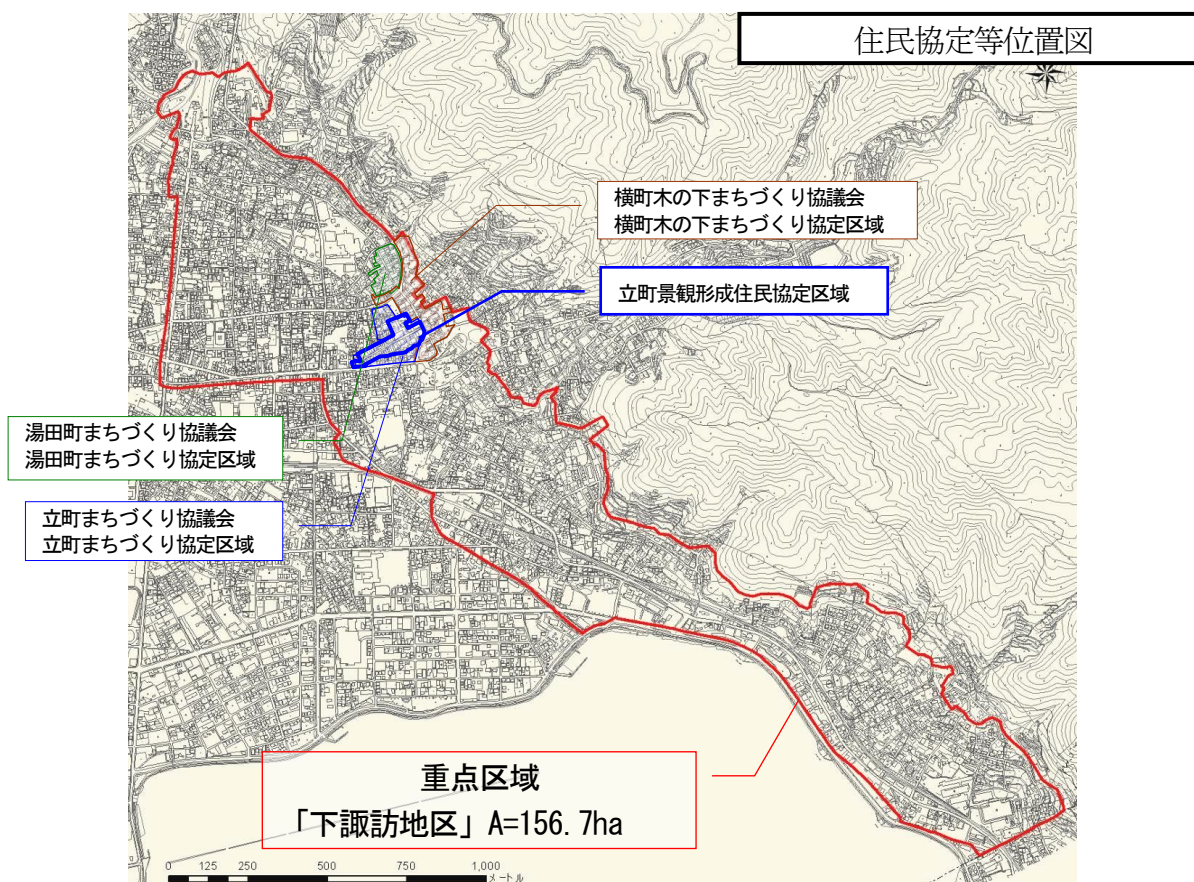 住民協定等位置図
横町木の下まちづくり協議会
横町木の下まちづくり協定区域
立町景観形成住民協定区域
湯田町まちづくり協議会
湯田町まちづくり協定区域
立町まちづくり協議会
立町まちづくり協定区域
重点区域
「下諏訪地区」A=156.7ha
0 125 250 500 750 1,000
メートル